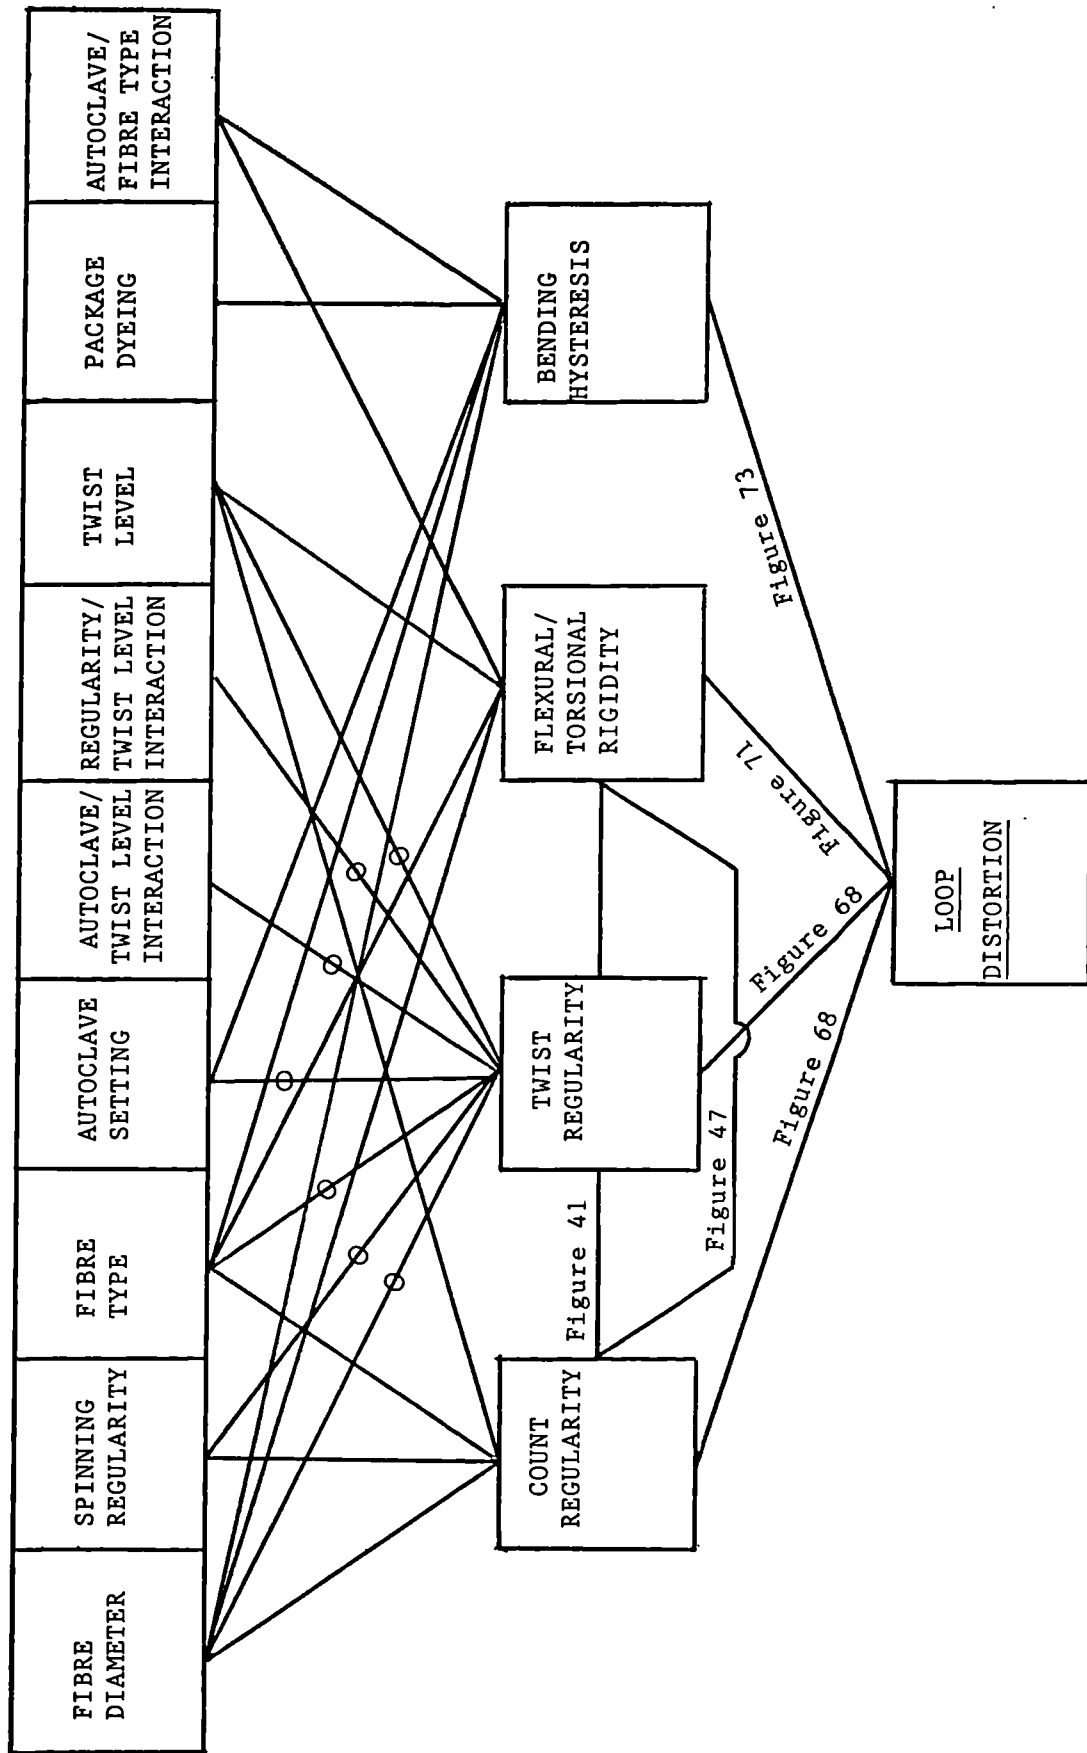 FIBRE
DIAMETER
SPINNING
REGULARITY
FIBRE
TYPE
AUTOCLAVE
SETTING
AUTOCLAVE/
TWIST LEVEL
INTERACTION
REGULARITY/
TWIST LEVEL
INTERACTION
TWIST
LEVEL
PACKAGE
DYEING
AUTOCLAVE/
FIBRE TYPE
INTERACTION
COUNT
REGULARITY
Figure 41
TWIST
REGULARITY
FLEXURAL/
TORSIONAL
RIGIDITY
BENDING
HYSTERESIS
Figure 47
Figure 68
Figure 68
Figure 71
Figure 73
LOOP
DISTORTION